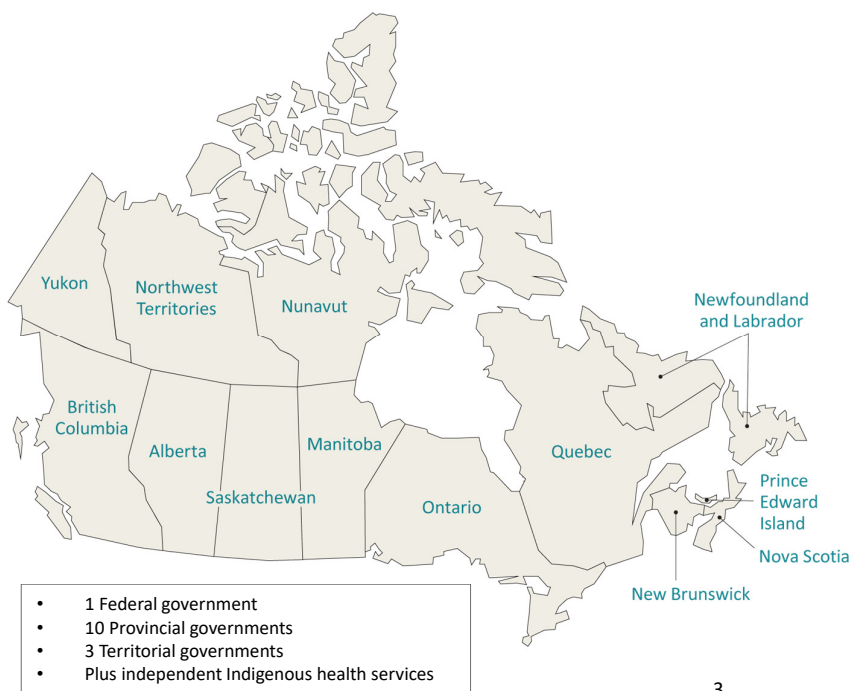 Yukon
Northwest
Territories
Nunavut
Newfoundland
and Labrador
British
Columbia
Alberta
Saskatchewan
Manitoba
Ontario
Quebec
Prince
Edward
Island
Nova Scotia
New Brunswick
• 1 Federal government
• 10 Provincial governments
• 3 Territorial governments
• Plus independent Indigenous health services
3